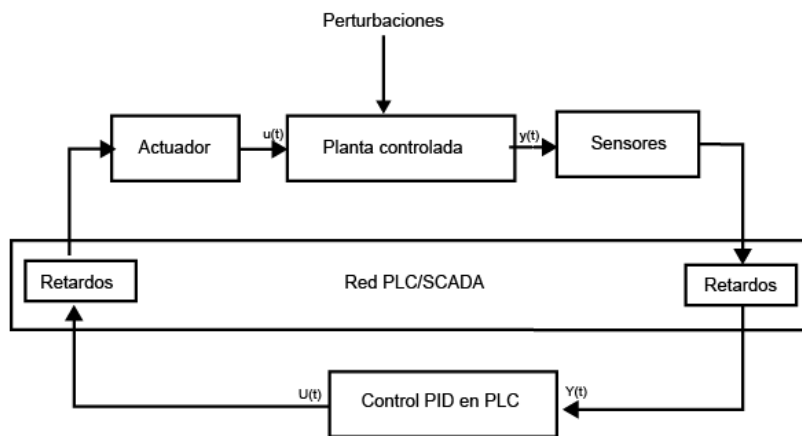 Perturbaciones
Actuador
u(t)
Planta controlada
y(t)
Sensores
Retardos
Red PLC/SCADA
Retardos
U(t)
Control PID en PLC
Y(t)